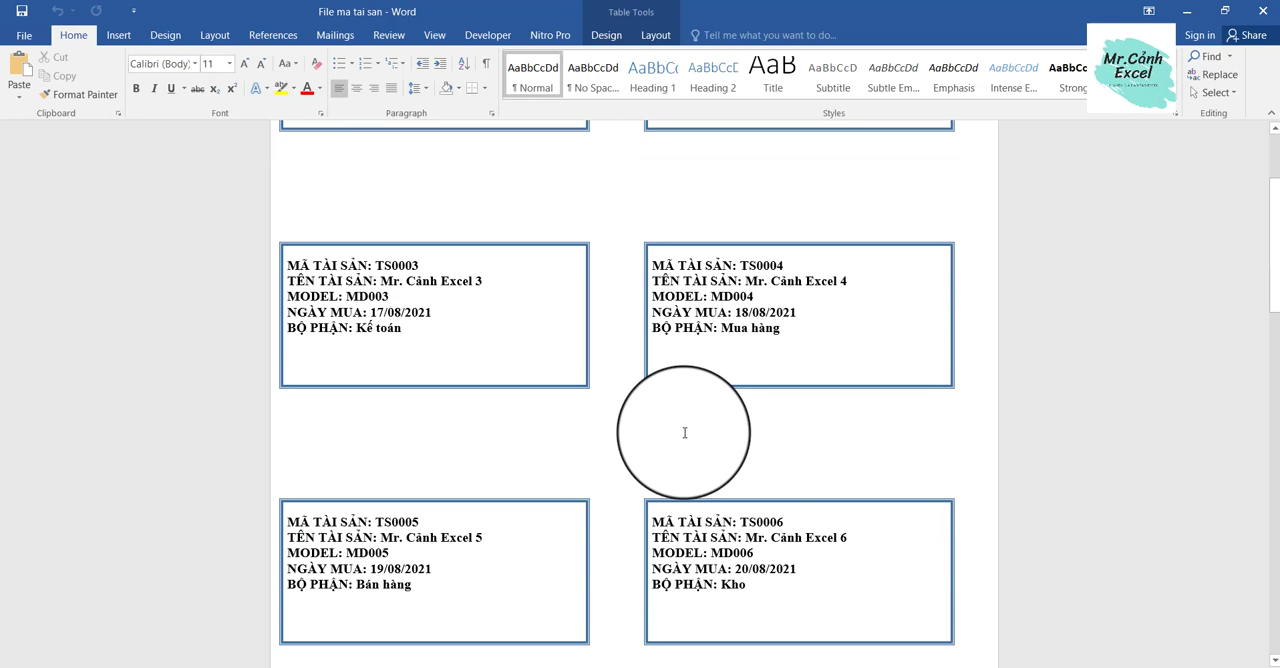 File ma tai san - Word
Table Tools
File Home Insert Design Layout References Mailings Review View Developer Nitro Pro Design Layout Tell me what you want to do... Sign in Share
Cut
Copy
Format Painter
Paste
Clipboard
Calibri (Body) 11
Font
Paragraph
AaBbCcDd AaBbCcDd AaBbCc AaBbCcD AaB AaBbCcD AaBbCcDd AaBbCcDd AaBbCcDd AaBbCc
¶ Normal ¶ No Spac... Heading 1 Heading 2 Title Subtitle Subtle Em... Emphasis Intense E... Strong
Styles
Mr.Cảnh
Excel
Find
Replace
Select
Editing
MÃ TÀI SẢN: TS0003
TÊN TÀI SẢN: Mr. Cảnh Excel 3
MODEL: MD003
NGÀY MUA: 17/08/2021
BỘ PHẬN: Kế toán
MÃ TÀI SẢN: TS0004
TÊN TÀI SẢN: Mr. Cảnh Excel 4
MODEL: MD004
NGÀY MUA: 18/08/2021
BỘ PHẬN: Mua hàng
MÃ TÀI SẢN: TS0005
TÊN TÀI SẢN: Mr. Cảnh Excel 5
MODEL: MD005
NGÀY MUA: 19/08/2021
BỘ PHẬN: Bán hàng
MÃ TÀI SẢN: TS0006
TÊN TÀI SẢN: Mr. Cảnh Excel 6
MODEL: MD006
NGÀY MUA: 20/08/2021
BỘ PHẬN: Kho